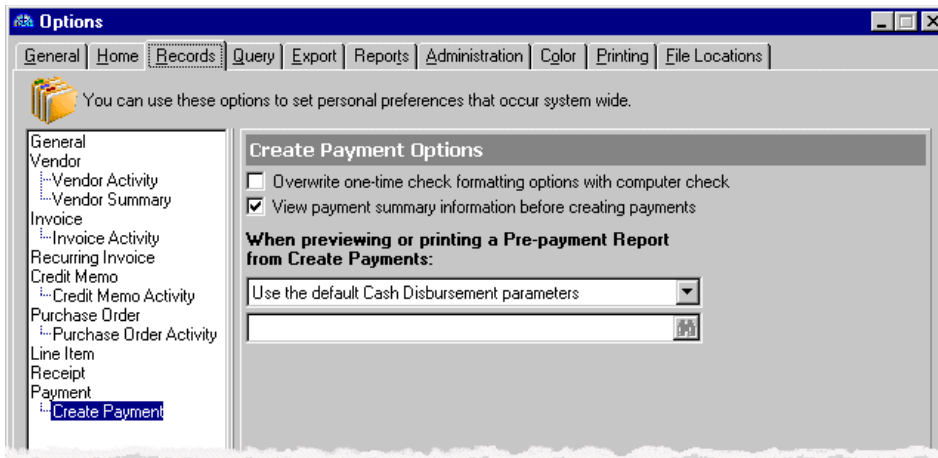 Options
General Home Records Query Export Reports Administration Color Printing File Locations
You can use these options to set personal preferences that occur system wide.
General
Vendor
Vendor Activity
Vendor Summary
Invoice
Invoice Activity
Recurring Invoice
Credit Memo
Credit Memo Activity
Purchase Order
Purchase Order Activity
Line Item
Receipt
Payment
Create Payment
Create Payment Options
Overwrite one-time check formatting options with computer check
View payment summary information before creating payments
When previewing or printing a Pre-payment Report
from Create Payments:
Use the default Cash Disbursement parameters